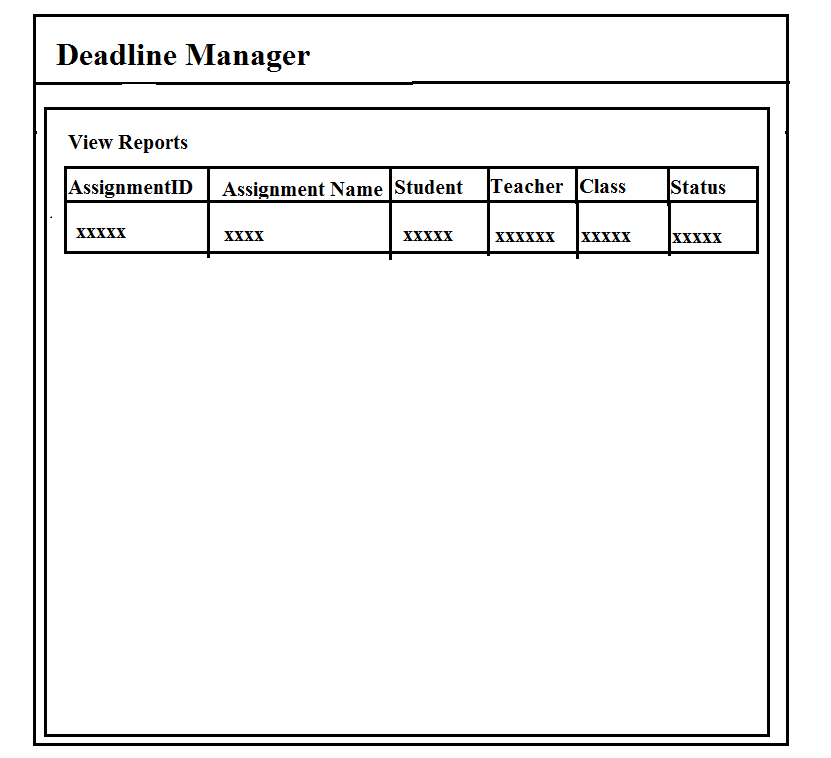 Deadline Manager
View Reports
AssignmentID Assignment Name Student Teacher Class Status
xxxxx xxxx xxxxx xxxxxx xxxxx xxxxx